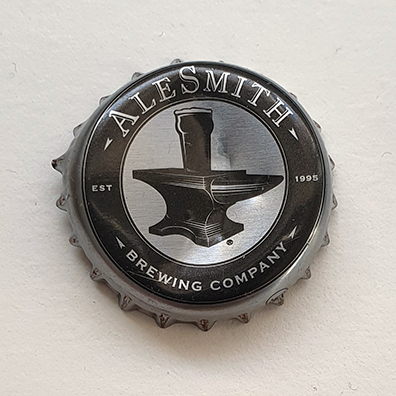 ALESMITH
EST 1995
®
BREWING COMPANY